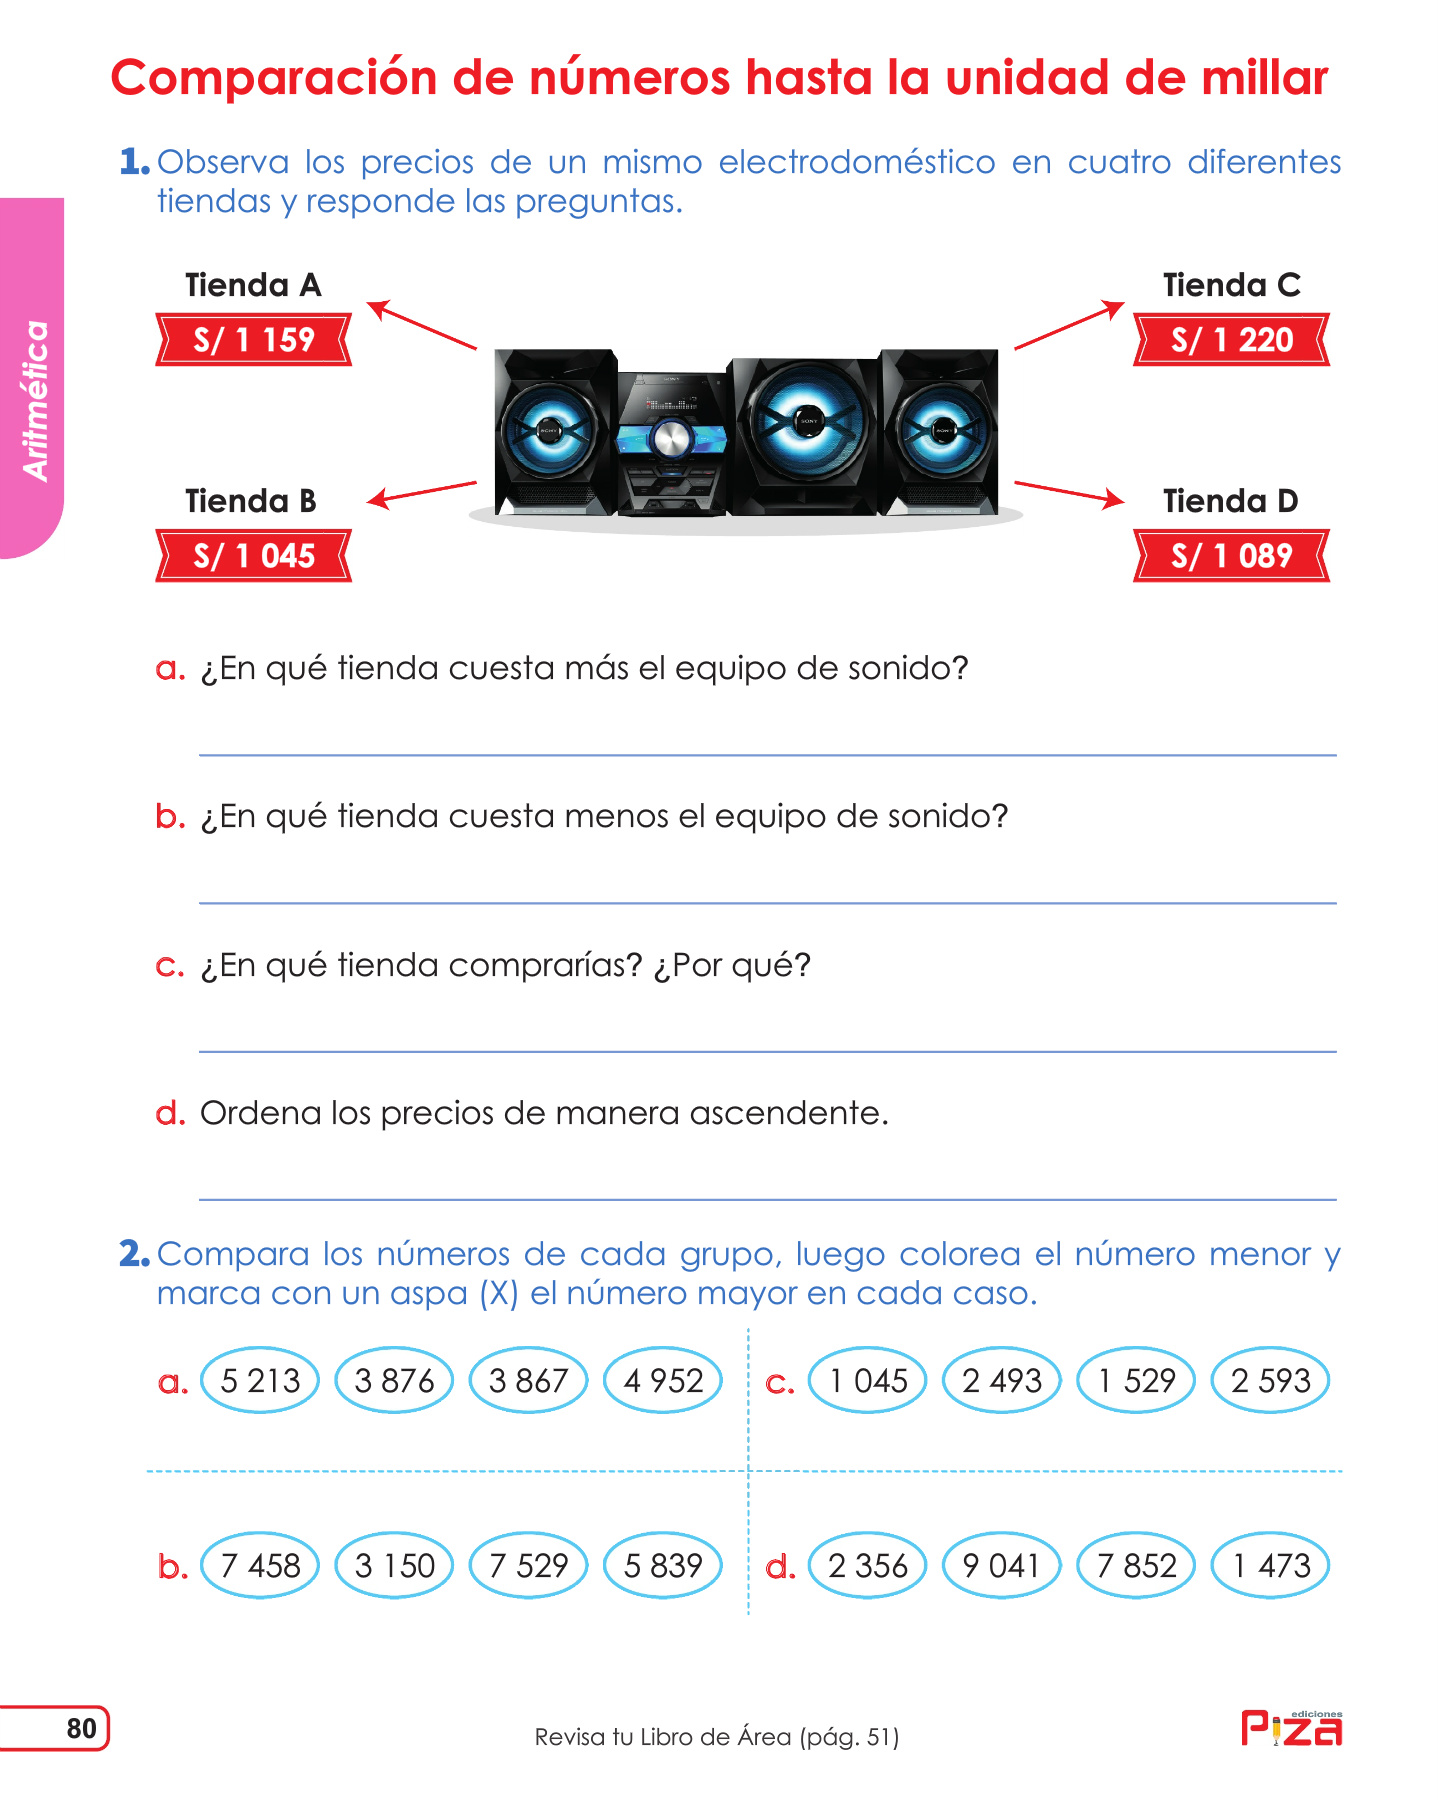 Comparación de números hasta la unidad de millar
1. Observa los precios de un mismo electrodoméstico en cuatro diferentes
tiendas y responde las preguntas.
Aritmética
Tienda A
S/ 1 159
Tienda C
S/ 1 220
SONY
SONY
SONY
SONY
Tienda B
S/ 1 045
Tienda D
S/ 1 089
a. ¿En qué tienda cuesta más el equipo de sonido?
b. ¿En qué tienda cuesta menos el equipo de sonido?
c. ¿En qué tienda comprarías? ¿Por qué?
d. Ordena los precios de manera ascendente.
2. Compara los números de cada grupo, luego colorea el número menor y
marca con un aspa (X) el número mayor en cada caso.
a. 5 213 3 876 3 867 4 952
c. 1 045 2 493 1 529 2 593
b. 7 458 3 150 7 529 5 839
d. 2 356 9 041 7 852 1 473
80
Revisa tu Libro de Área (pág. 51)
ediciones
Piza